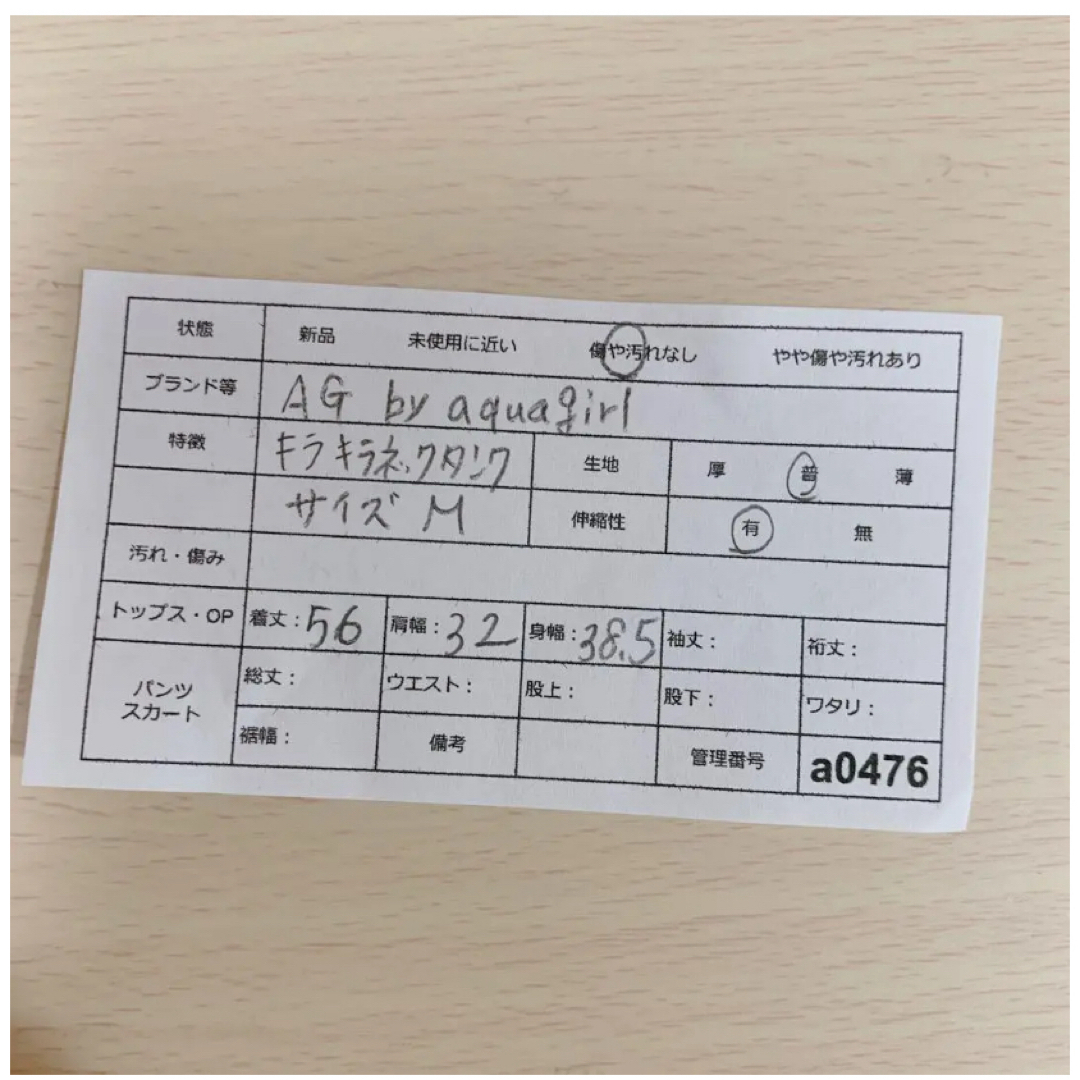 状態 新品 未使用に近い 傷や汚れなし やや傷や汚れあり
ブランド等 AG by aquagirl
特徴 キラキラネックタンク 生地 厚 普 薄
サイズ M 伸縮性 有 無
汚れ・傷み
トップス・OP 着丈：56 肩幅：32 身幅：38.5 袖丈： 裄丈：
パンツ
スカート
総丈： ウエスト： 股上： 股下： ワタリ：
裾幅： 備考 管理番号 a0476